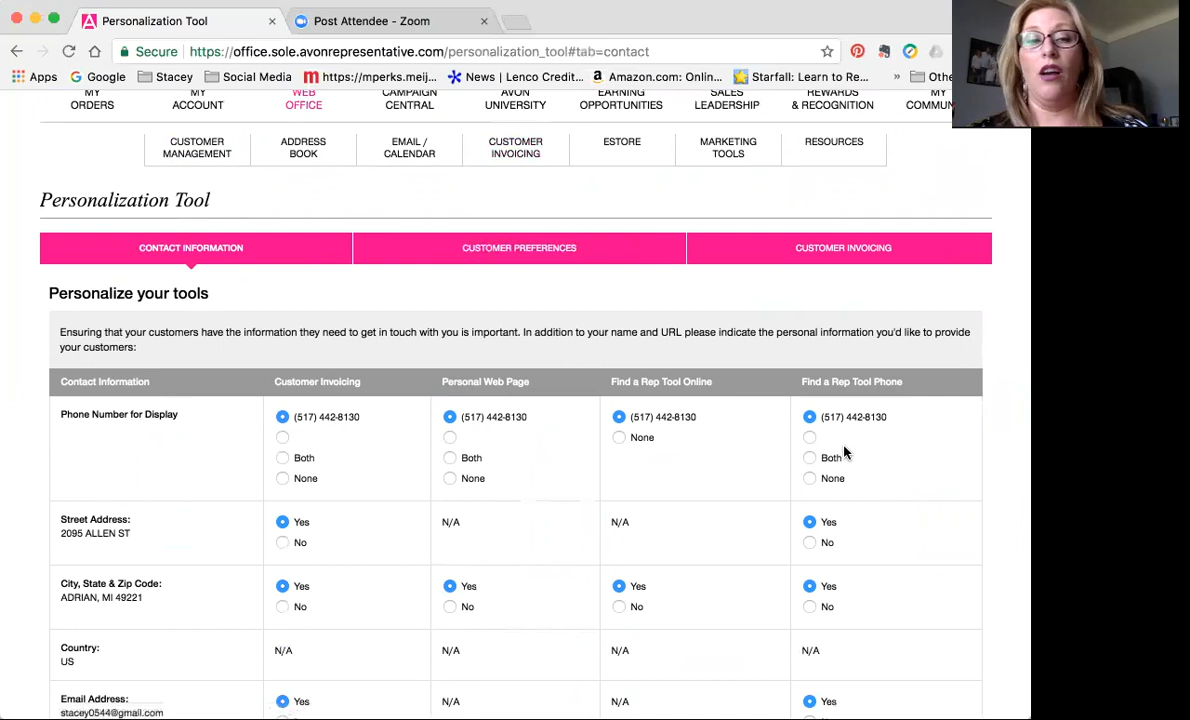 Personalization Tool
Post Attendee - Zoom
Secure https://office.sole.avonrepresentative.com/personalization_tool#tab=contact
Apps Google Stacey Social Media https://mperks.meij... News | Lenco Credit... Amazon.com: Onlin... Starfall: Learn to Re... » Othe
MY ORDERS
MY ACCOUNT
WEB OFFICE
CAMPAIGN CENTRAL
AVON UNIVERSITY
EARNING OPPORTUNITIES
SALES LEADERSHIP
REWARDS & RECOGNITION
MY COMMUN
CUSTOMER MANAGEMENT
ADDRESS BOOK
EMAIL / CALENDAR
CUSTOMER INVOICING
ESTORE
MARKETING TOOLS
RESOURCES
Personalization Tool
CONTACT INFORMATION CUSTOMER PREFERENCES CUSTOMER INVOICING
Personalize your tools
Ensuring that your customers have the information they need to get in touch with you is important. In addition to your name and URL please indicate the personal information you'd like to provide
your customers:
Contact Information Customer Invoicing Personal Web Page Find a Rep Tool Online Find a Rep Tool Phone
Phone Number for Display (517) 442-8130 (517) 442-8130 (517) 442-8130 (517) 442-8130
None
Both Both Both
None None None
Street Address: Yes N/A N/A Yes
2095 ALLEN ST No No
City, State & Zip Code: Yes Yes Yes Yes
ADRIAN, MI 49221 No No No No
Country: N/A N/A N/A N/A
US
Email Address: Yes N/A N/A Yes
stacey0544@gmail.com